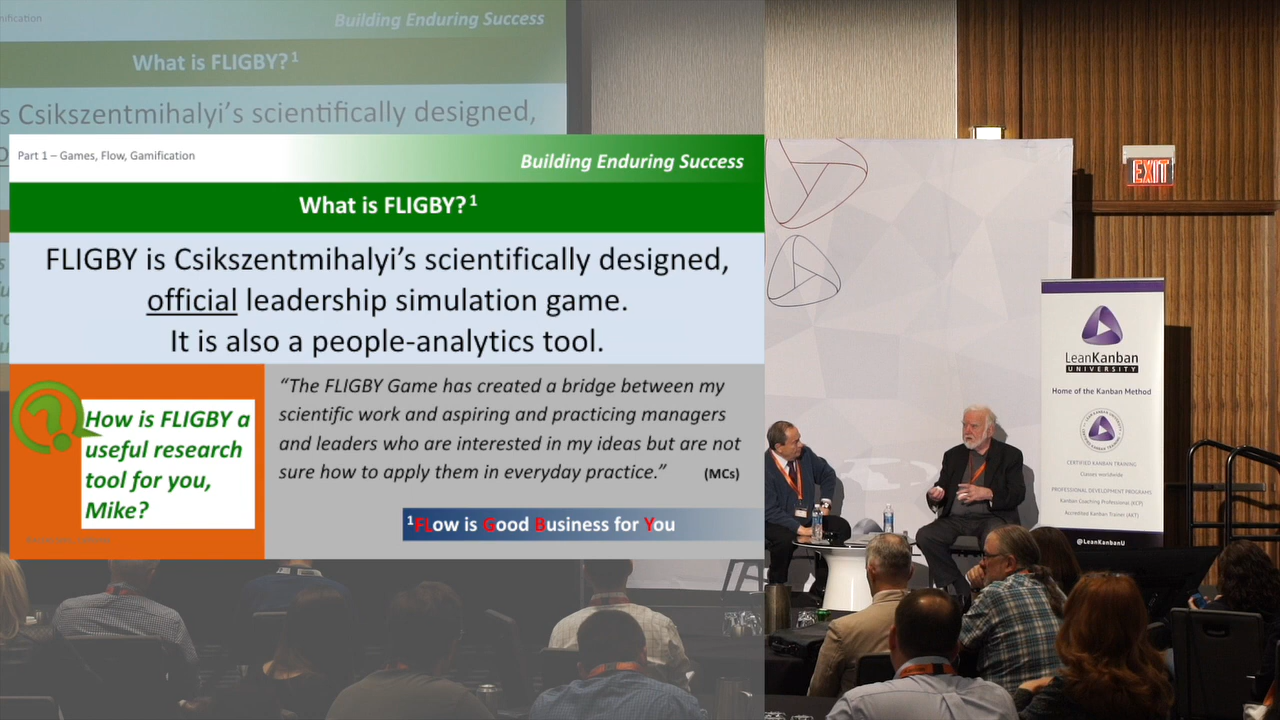 nification
Building Enduring Success
What is FLIGBY?¹
s Csikszentmihalyi’s scientifically designed,
Part 1 – Games, Flow, Gamification
Building Enduring Success
What is FLIGBY?¹
FLIGBY is Csikszentmihalyi’s scientifically designed,
official leadership simulation game.
It is also a people-analytics tool.
How is FLIGBY a
useful research
tool for you,
Mike?
“The FLIGBY Game has created a bridge between my
scientific work and aspiring and practicing managers
and leaders who are interested in my ideas but are not
sure how to apply them in everyday practice.” (MCs)
¹FLow is Good Business for You
EXIT
LeanKanban
UNIVERSITY
Home of the Kanban Method
CERTIFIED KANBAN TRAINING
Classes worldwide
PROFESSIONAL DEVELOPMENT PROGRAMS
Kanban Coaching Professional (KCP)
Accredited Kanban Trainer (AKT)
@LeanKanbanU